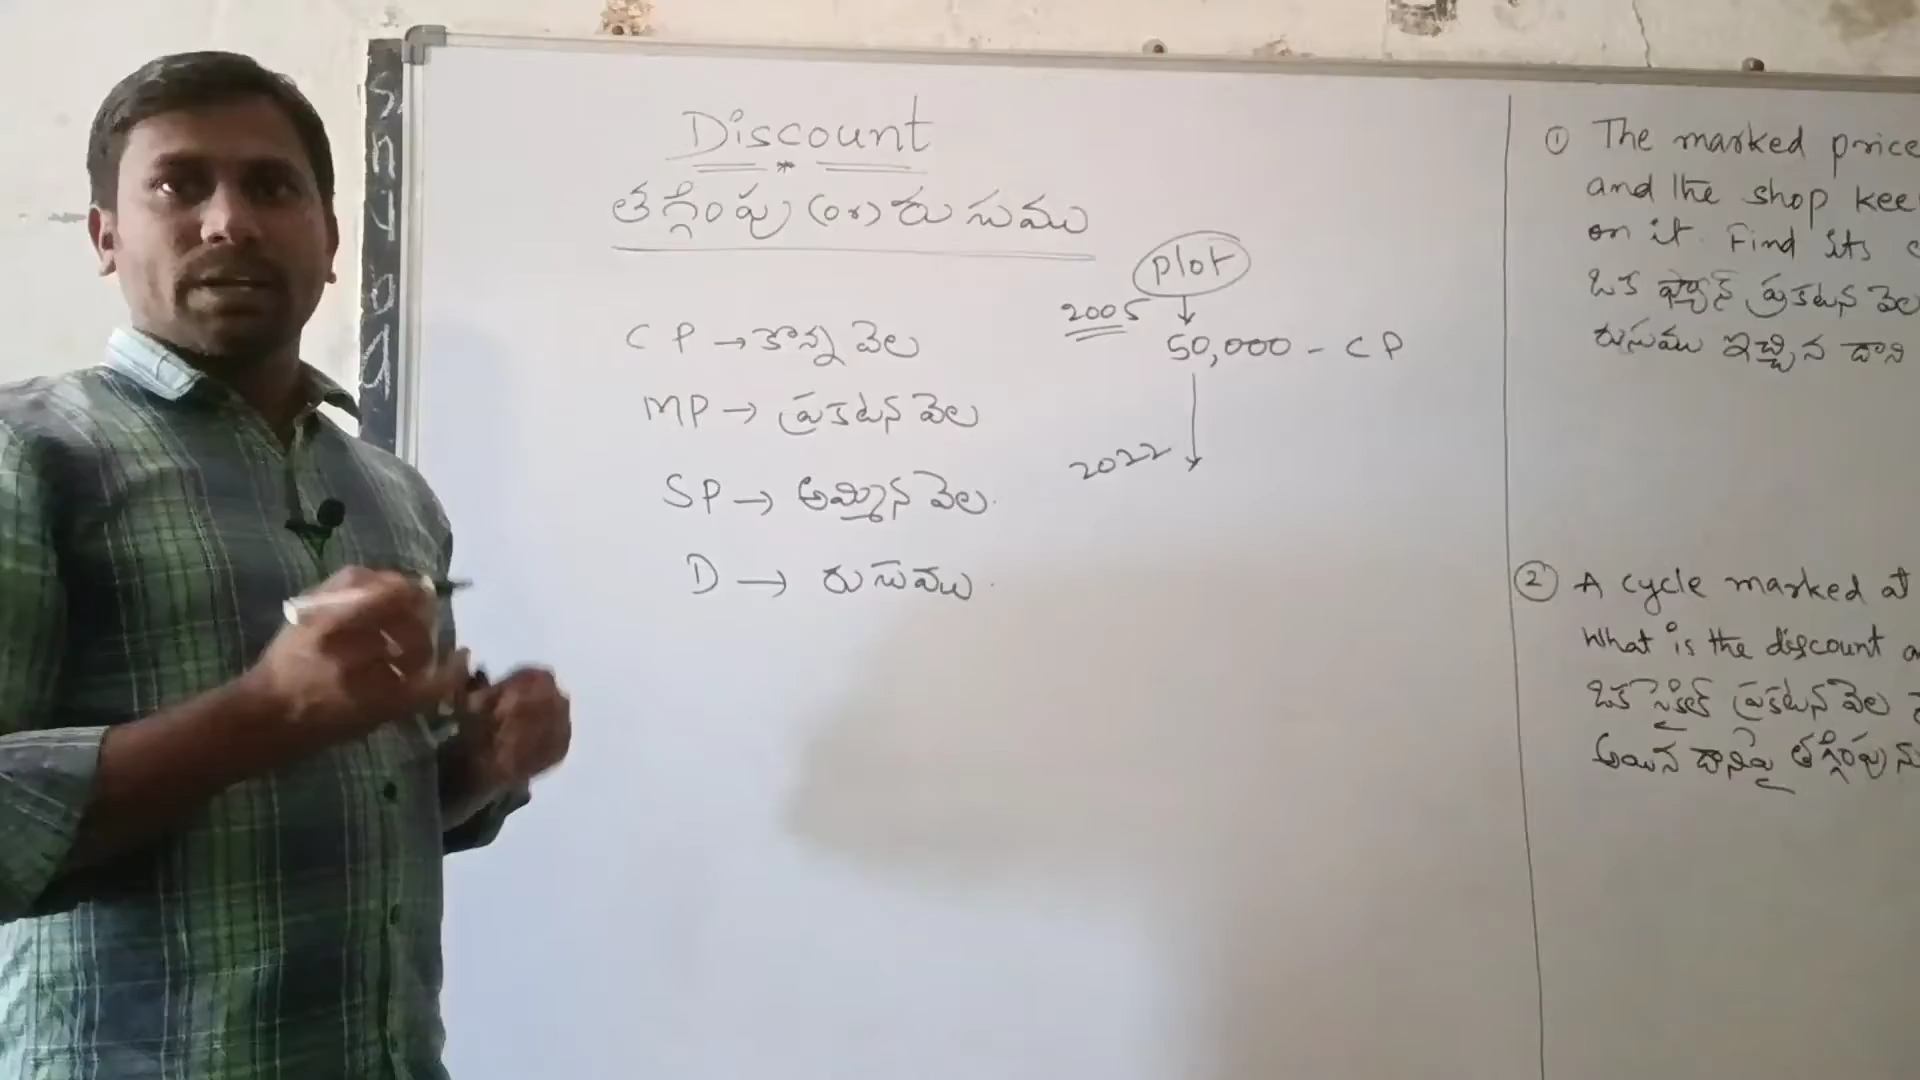 Discount
తగ్గింపు (or) రుసుము
CP → కొన్న వెల
MP → ప్రకటన వెల
SP → అమ్మిన వెల.
D → రుసుము.
plot
2005
50,000 - CP
2022
① The marked price
and the shop kee
on it. Find its
ఒక ఫ్యాన్ ప్రకటన వెల
రుసుము ఇచ్చిన దాని
② A cycle marked at
What is the discount
ఒక సైకిల్ ప్రకటన వెల
అయిన దానిపై తగ్గింపును